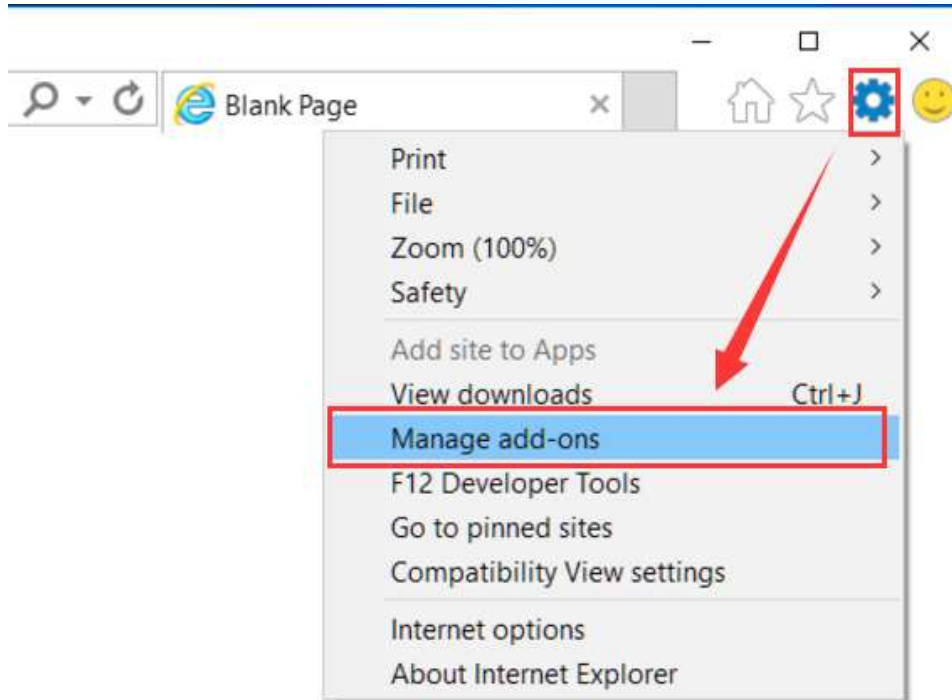 Blank Page
Print
File
Zoom (100%)
Safety
Add site to Apps
View downloads Ctrl+J
Manage add-ons
F12 Developer Tools
Go to pinned sites
Compatibility View settings
Internet options
About Internet Explorer